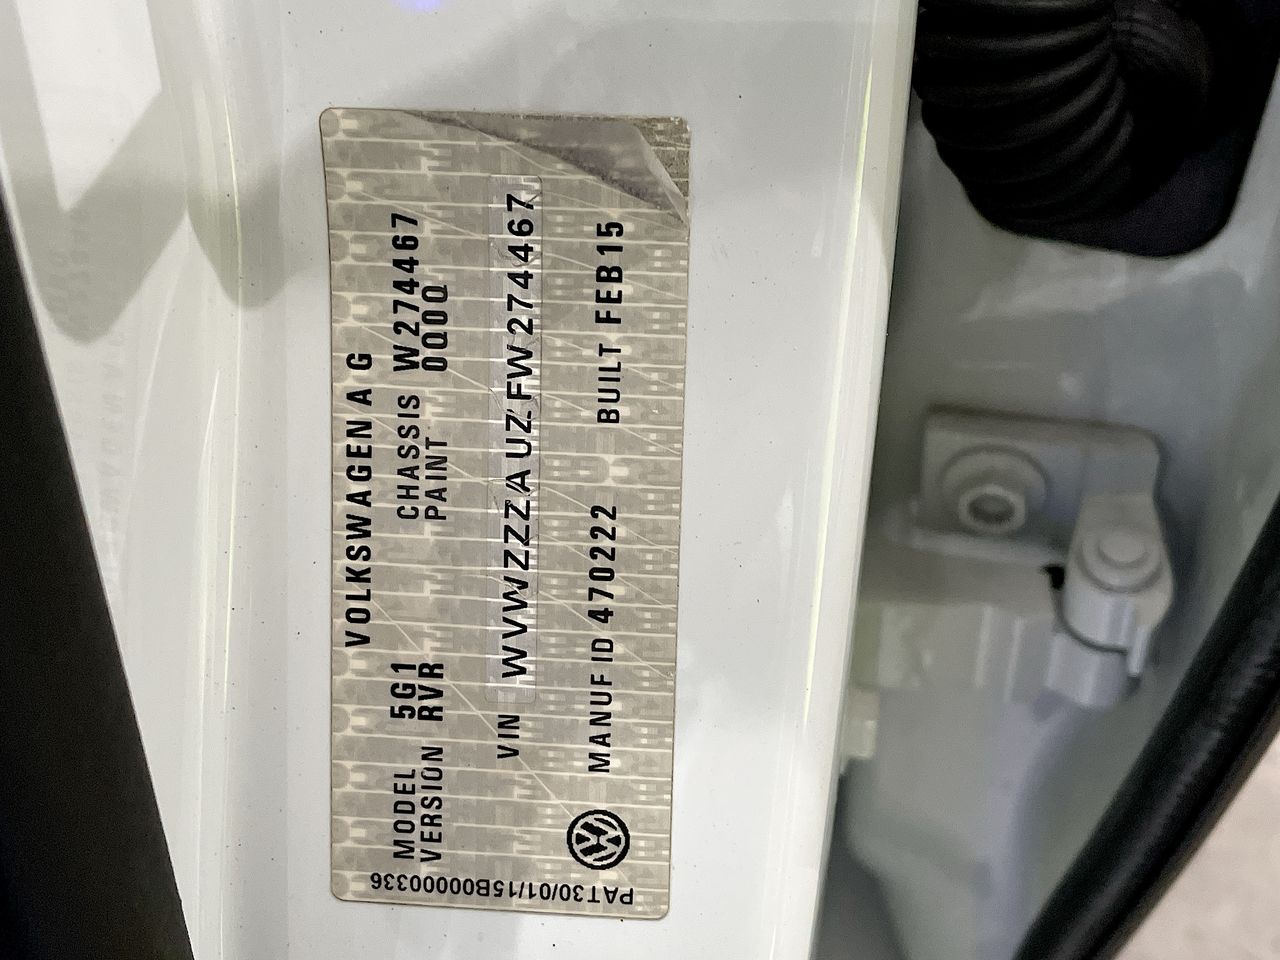 VOLKSWAGEN AG
MODEL 5G1 CHASSIS W274467
VERSION RVR PAINT 0Q0Q
VIN WVWZZZAUZFW274467
MANUF ID 470222 BUILT FEB15
PAT30/01/15B00000336